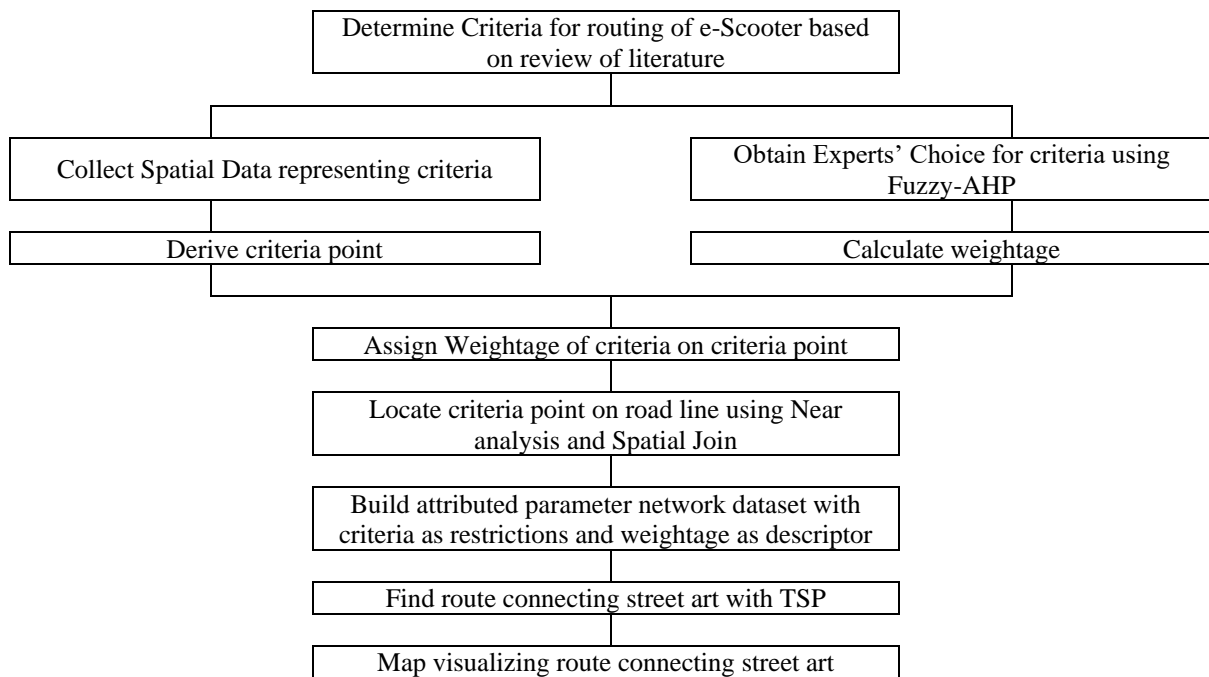 Determine Criteria for routing of e-Scooter based
on review of literature
Collect Spatial Data representing criteria
Obtain Experts’ Choice for criteria using
Fuzzy-AHP
Derive criteria point
Calculate weightage
Assign Weightage of criteria on criteria point
Locate criteria point on road line using Near
analysis and Spatial Join
Build attributed parameter network dataset with
criteria as restrictions and weightage as descriptor
Find route connecting street art with TSP
Map visualizing route connecting street art